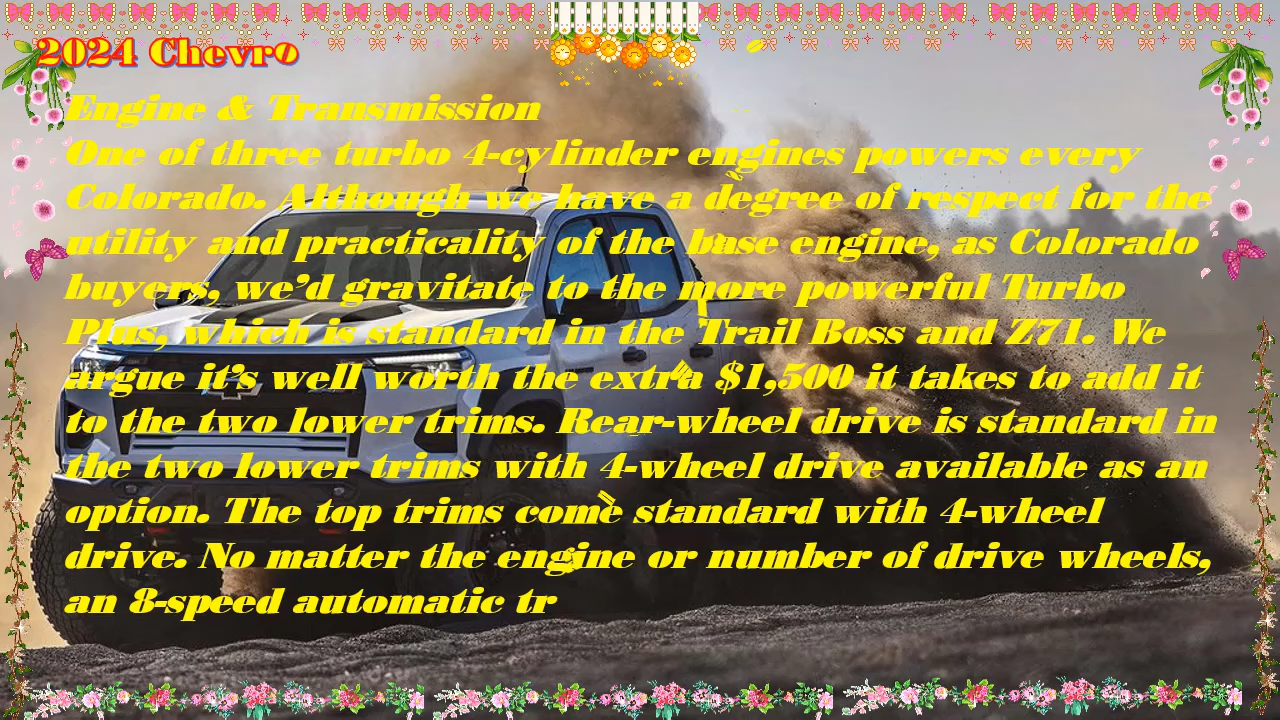 2024 Chevro
Engine & Transmission
One of three turbo 4-cylinder engines powers every
Colorado. Although we have a degree of respect for the
utility and practicality of the base engine, as Colorado
buyers, we’d gravitate to the more powerful Turbo
Plus, which is standard in the Trail Boss and Z71. We
argue it’s well worth the extra $1,500 it takes to add it
to the two lower trims. Rear-wheel drive is standard in
the two lower trims with 4-wheel drive available as an
option. The top trims come standard with 4-wheel
drive. No matter the engine or number of drive wheels,
an 8-speed automatic tr